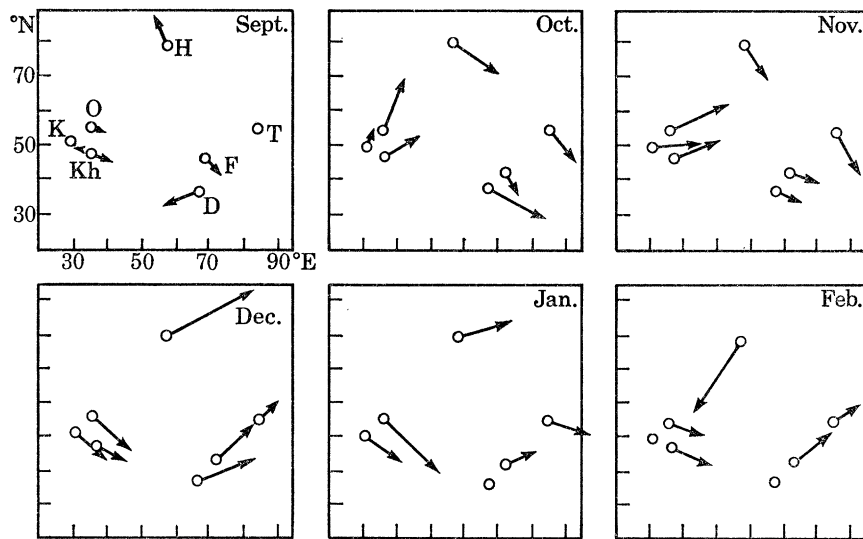 °N
Sept.
H
70
O
T
K
50
Kh
F
D
30
30 50 70 90°E
Oct.
Nov.
Dec.
Jan.
Feb.